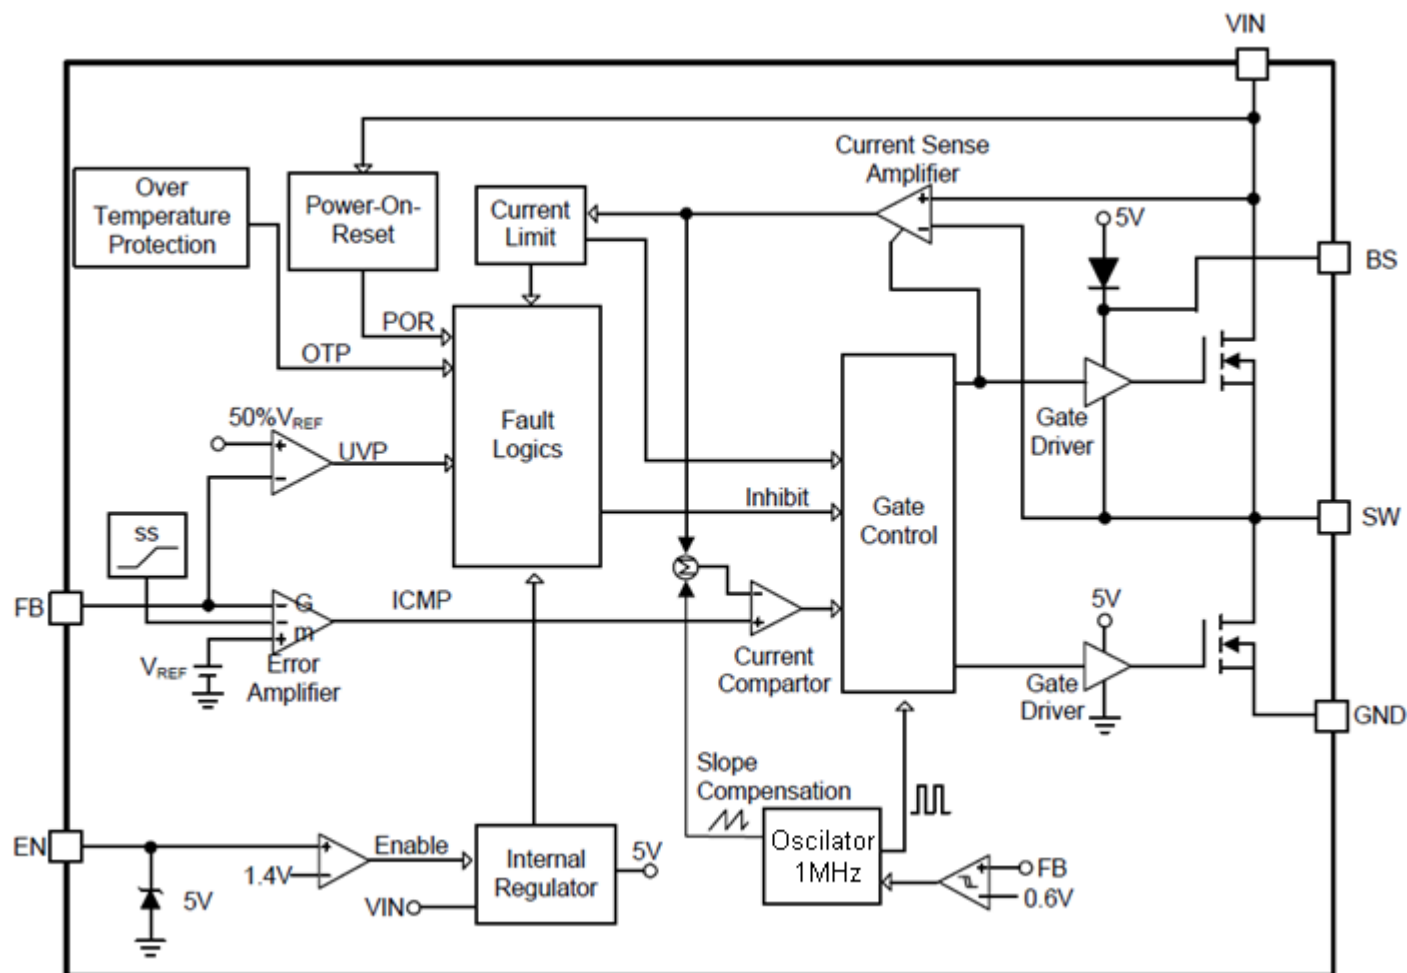 VIN
Current Sense
Amplifier
Over
Temperature
Protection
Power-On-
Reset
Current
Limit
+
−
5V
BS
POR
OTP
50%VREF
+
−
UVP
Fault
Logics
Gate
Driver
Inhibit
Gate
Control
SW
ss
FB
− G
−
+ m
ICMP
−
+
5V
VREF
Error
Amplifier
Current
Compartor
Gate
Driver
GND
Slope
Compensation
EN
+
−
1.4V
Enable
5V
Internal
Regulator
5V
VIN
Oscilator
1MHz
+
−
FB
0.6V
Σ